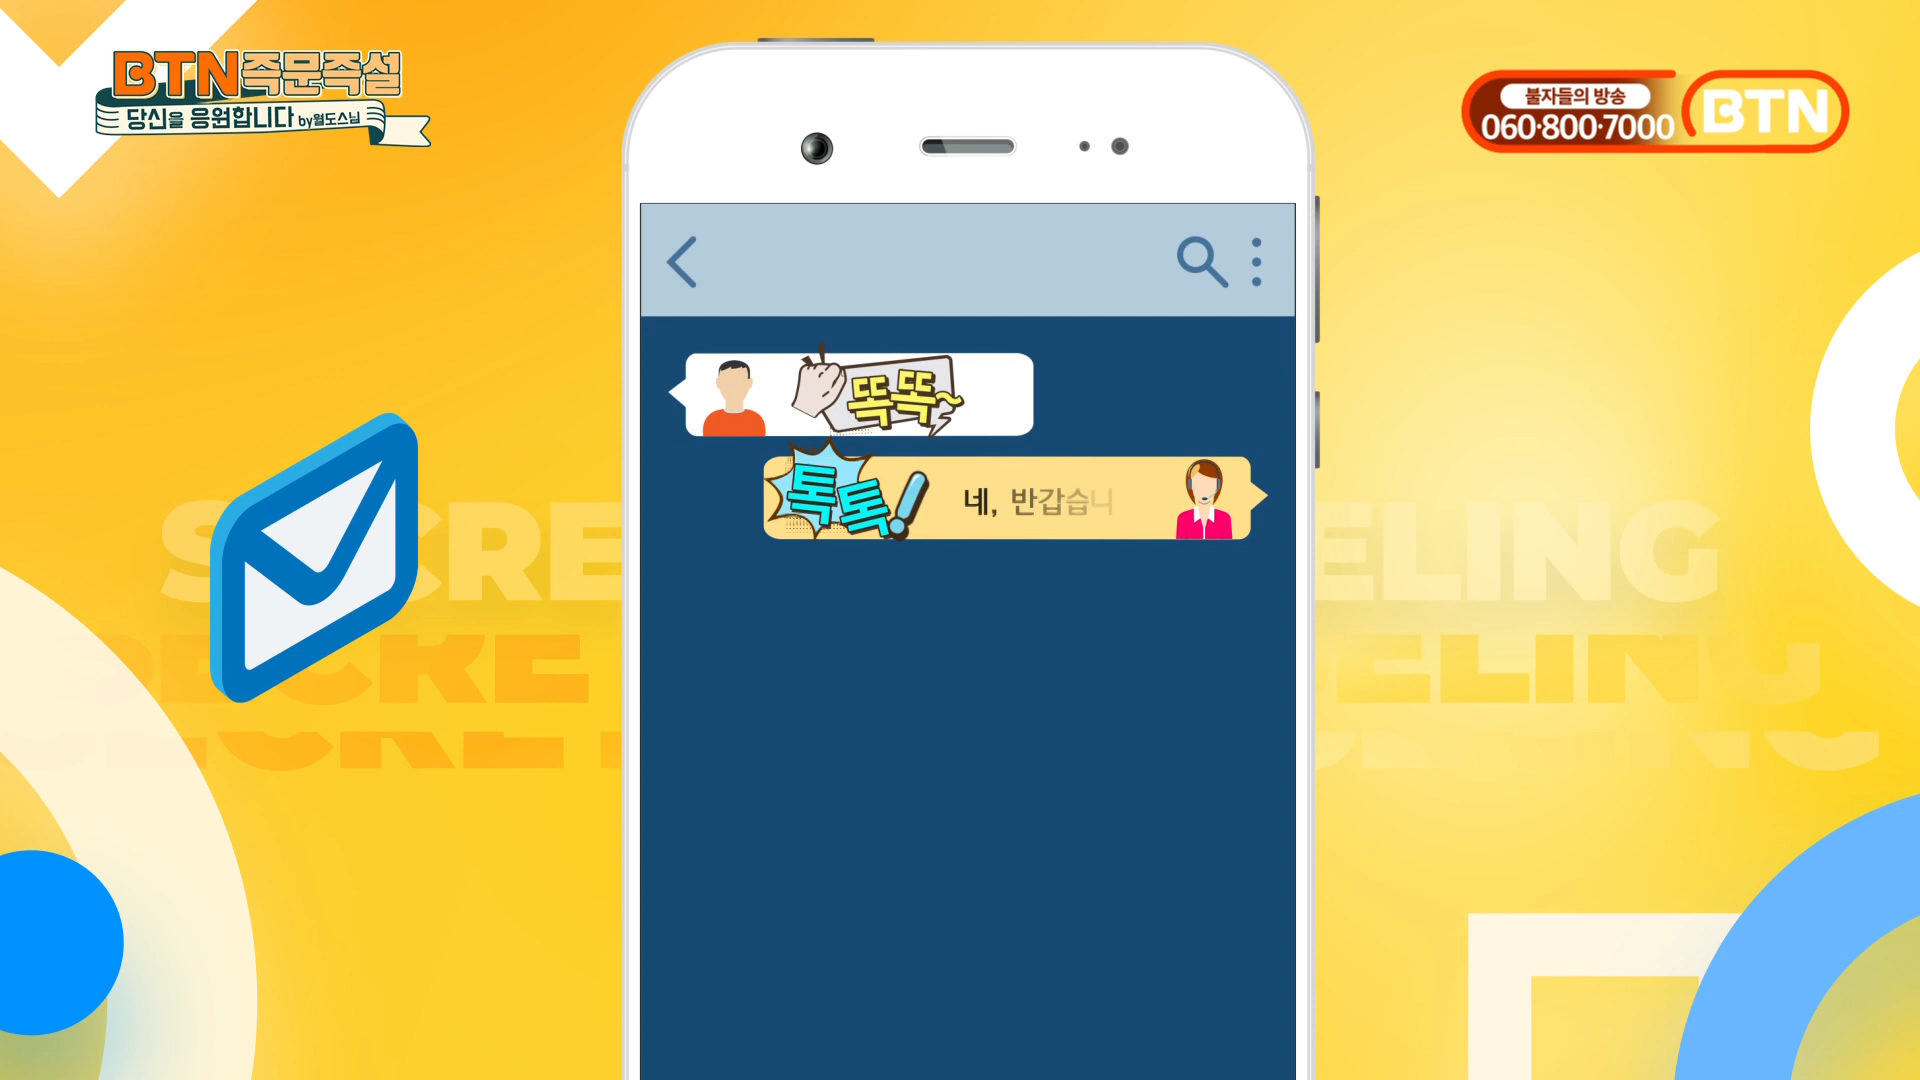 BTN즉문즉설
당신을 응원합니다 by월도스님
불자들의 방송
060·800·7000
BTN
똑똑~
톡톡!
네, 반갑습니